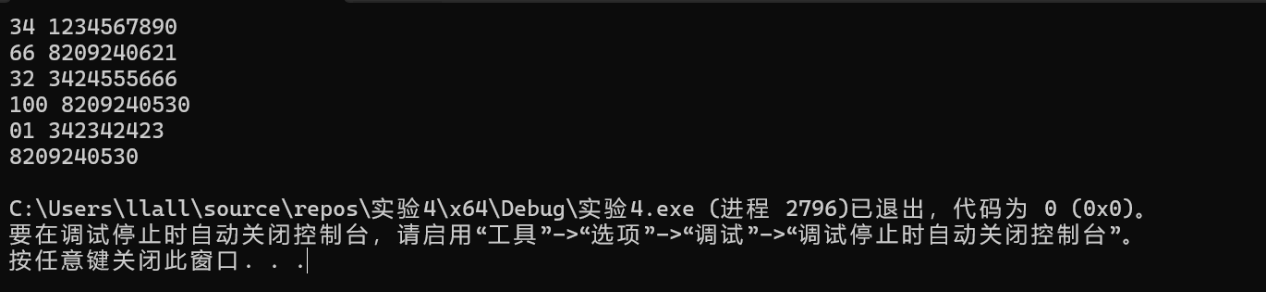 34 1234567890
66 8209240621
32 3424555666
100 8209240530
01 342342423
8209240530
C:\Users\llall\source\repos\实验4\x64\Debug\实验4.exe (进程 2796)已退出，代码为 0 (0x0)。
要在调试停止时自动关闭控制台，请启用“工具”->“选项”->“调试”->“调试停止时自动关闭控制台”。
按任意键关闭此窗口. . .